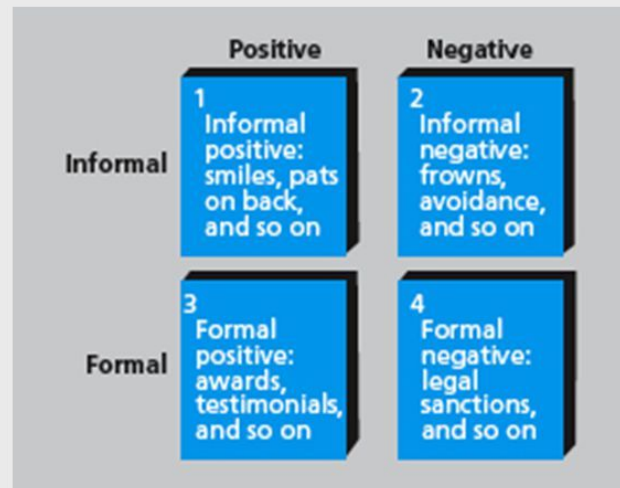 Positive
Negative
Informal
1
Informal
positive:
smiles, pats
on back,
and so on
2
Informal
negative:
frowns,
avoidance,
and so on
Formal
3
Formal
positive:
awards,
testimonials,
and so on
4
Formal
negative:
legal
sanctions,
and so on